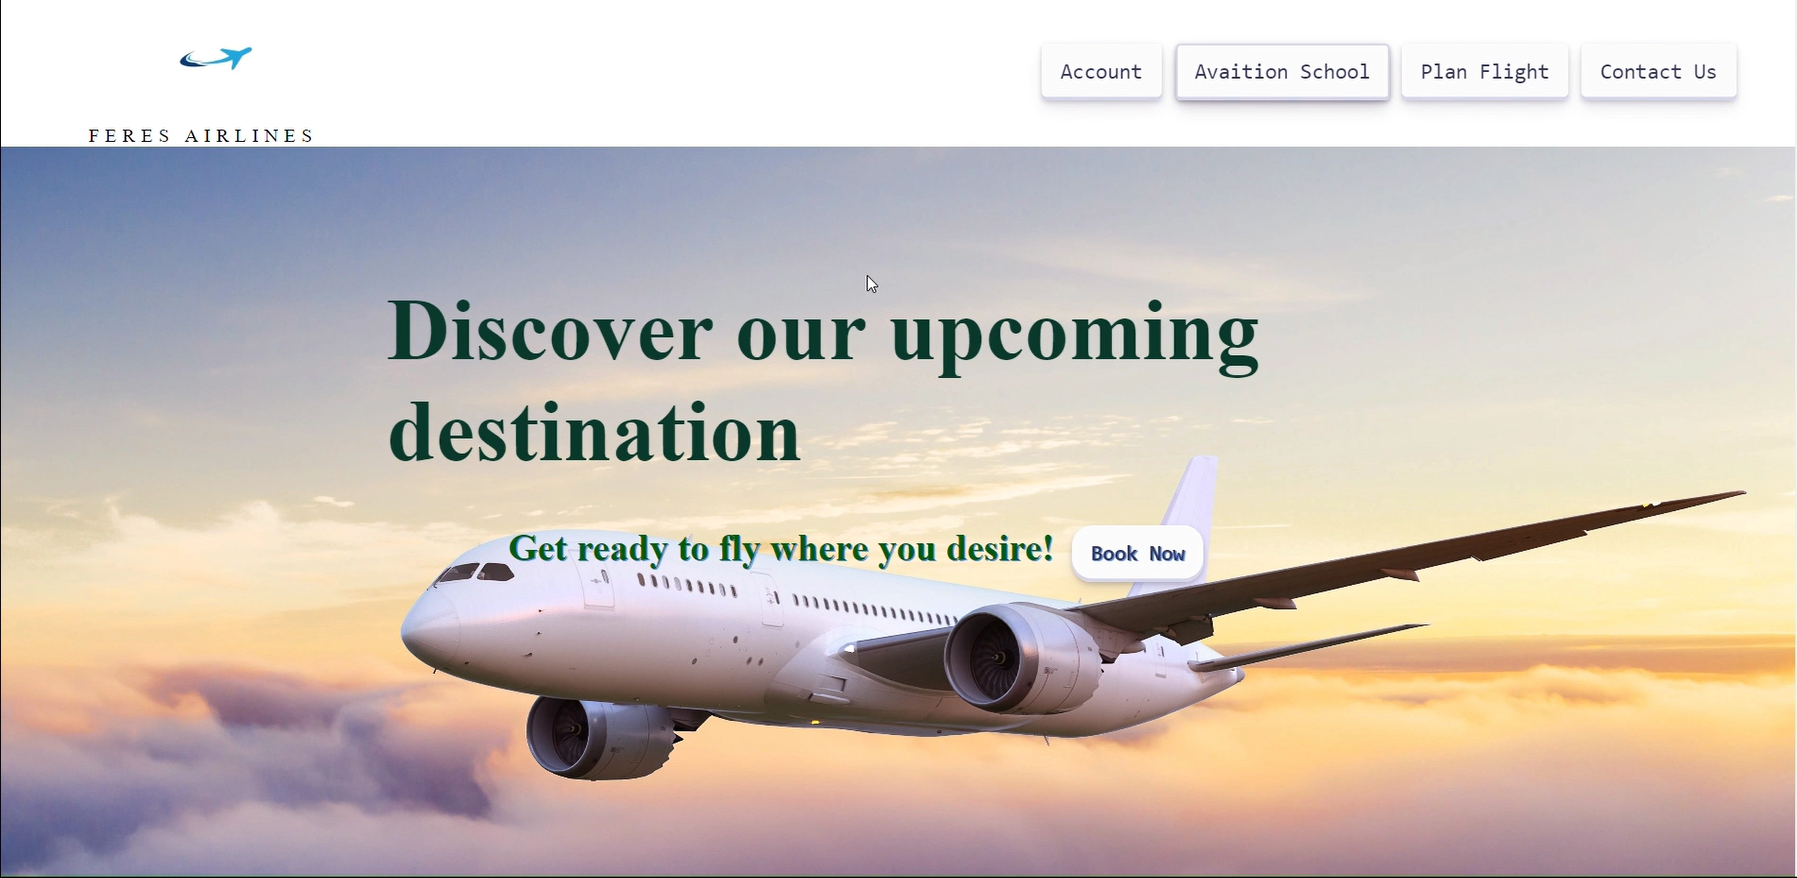 FERES AIRLINES
Account
Avaition School
Plan Flight
Contact Us
Discover our upcoming
destination
Get ready to fly where you desire!
Book Now